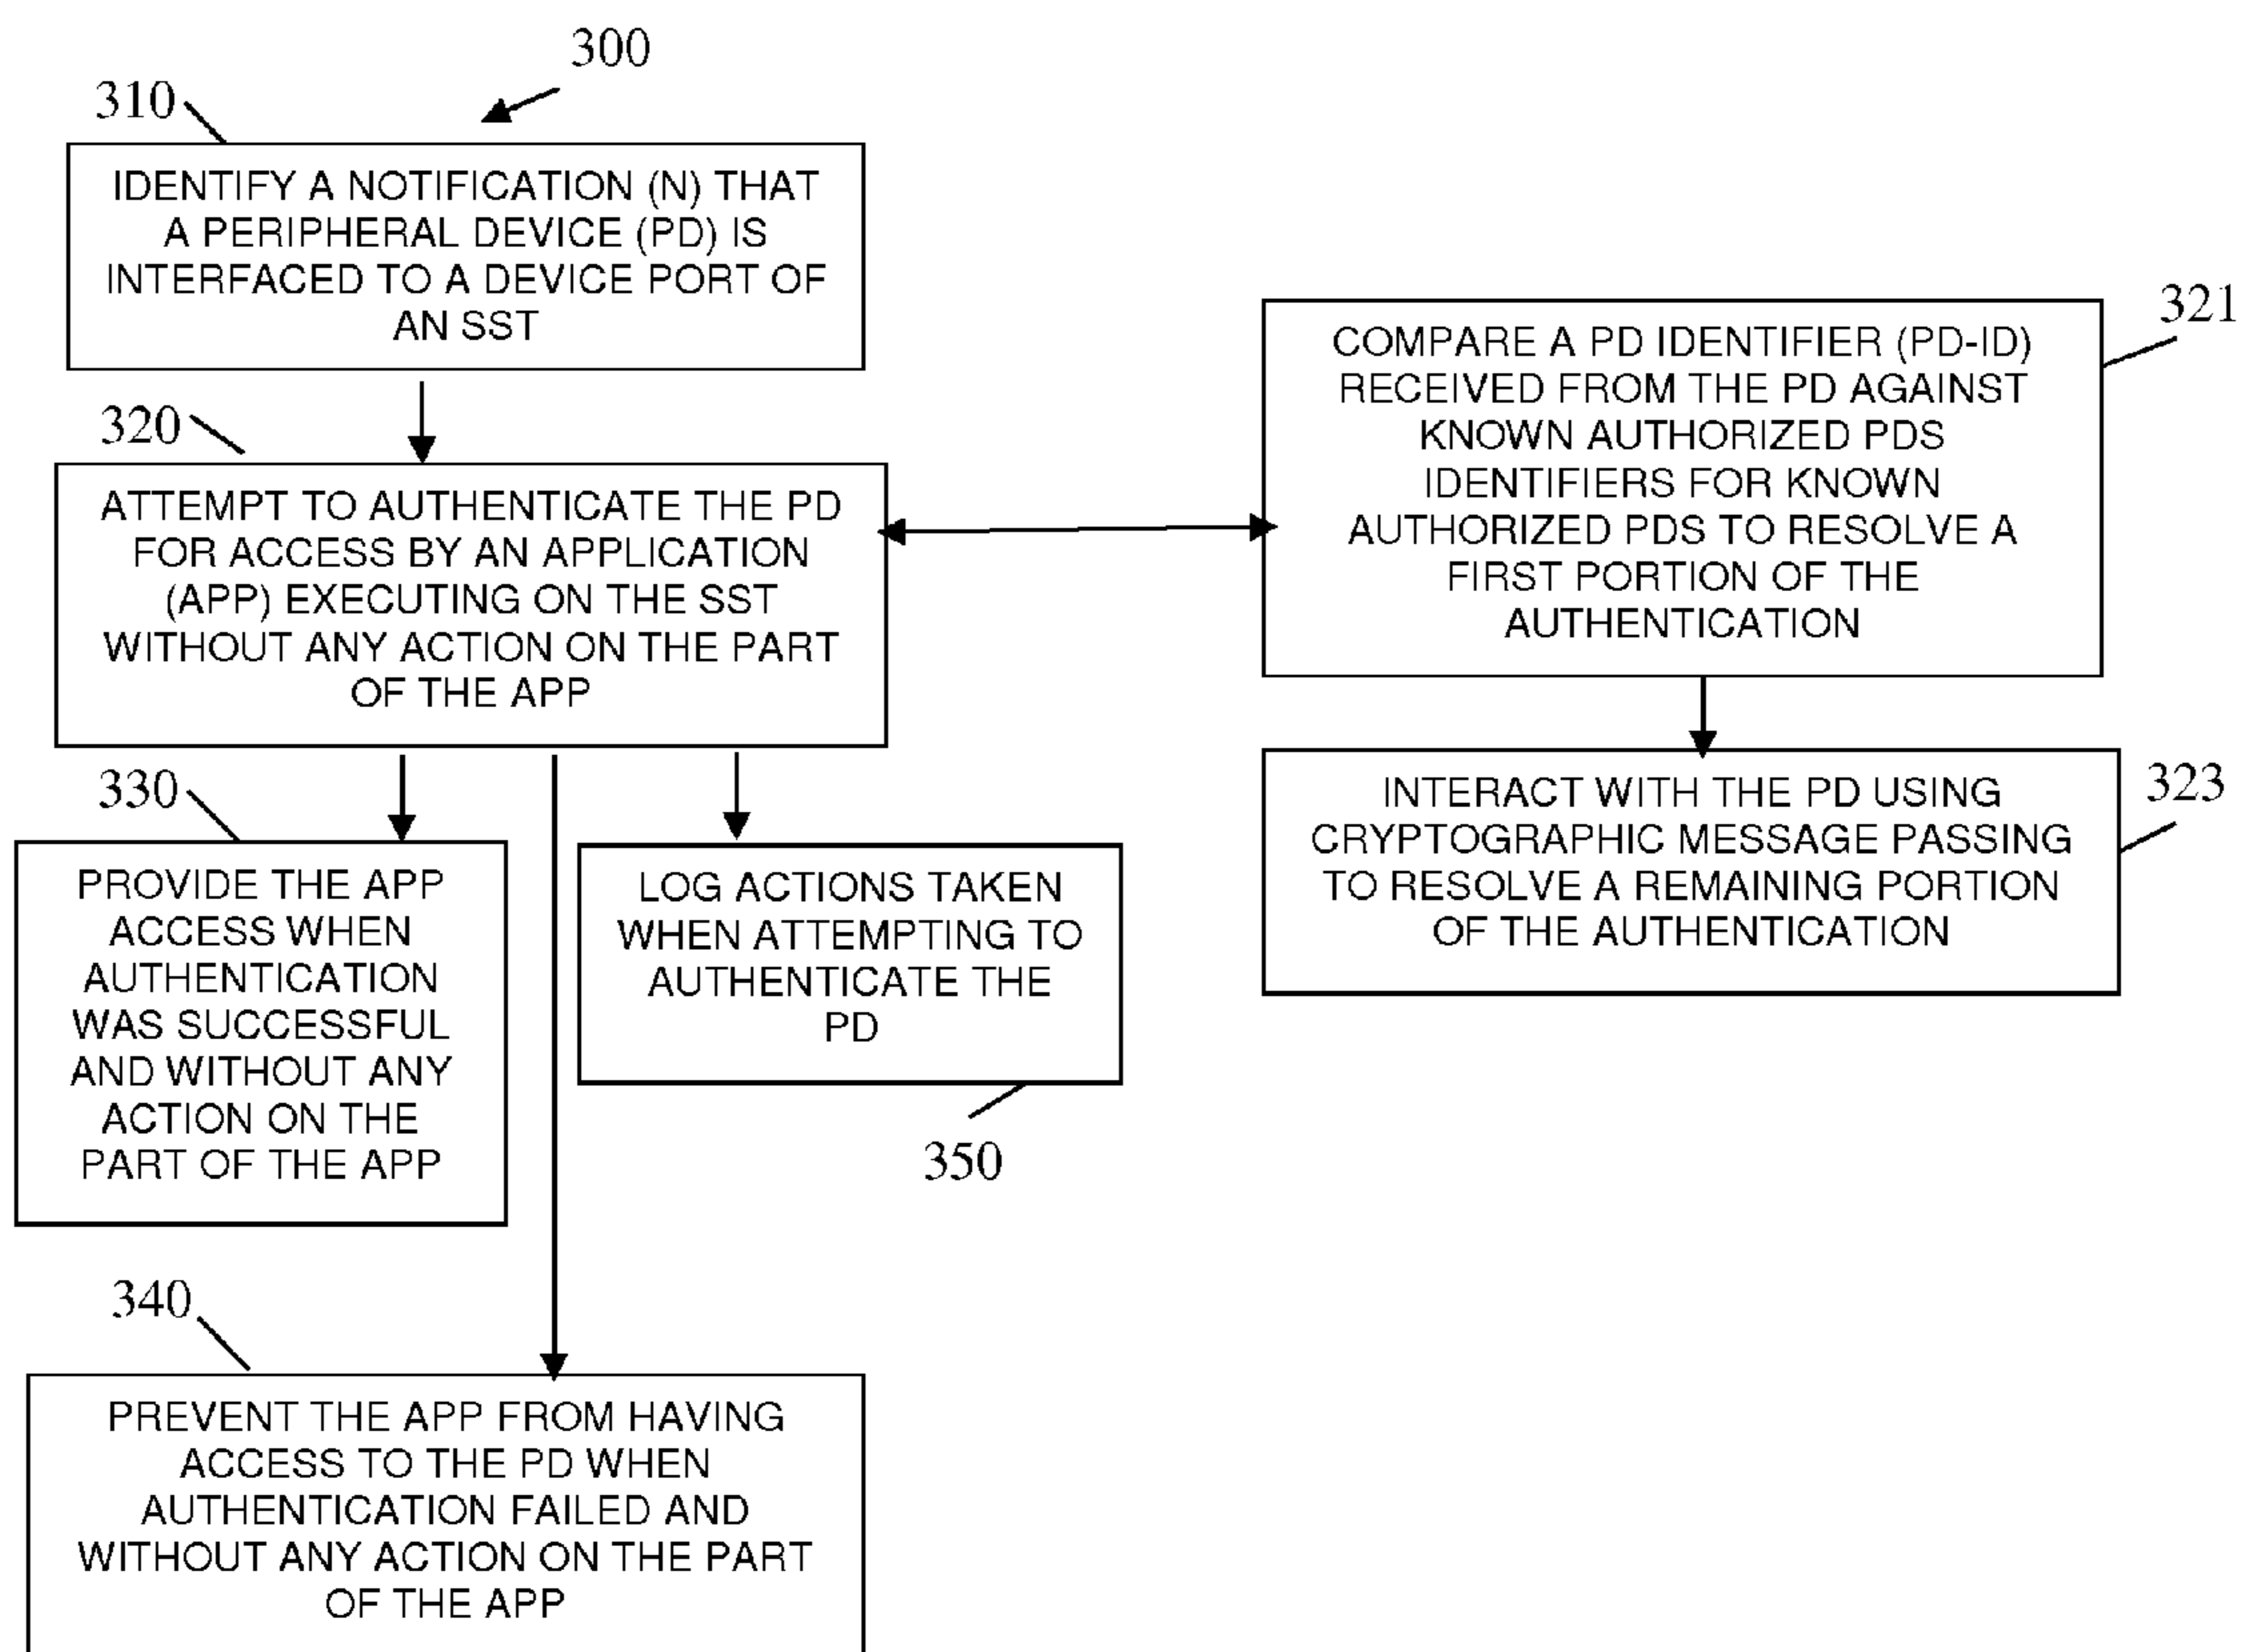 300
310
IDENTIFY A NOTIFICATION (N) THAT
A PERIPHERAL DEVICE (PD) IS
INTERFACED TO A DEVICE PORT OF
AN SST
320
ATTEMPT TO AUTHENTICATE THE PD
FOR ACCESS BY AN APPLICATION
(APP) EXECUTING ON THE SST
WITHOUT ANY ACTION ON THE PART
OF THE APP
321
COMPARE A PD IDENTIFIER (PD-ID)
RECEIVED FROM THE PD AGAINST
KNOWN AUTHORIZED PDS
IDENTIFIERS FOR KNOWN
AUTHORIZED PDS TO RESOLVE A
FIRST PORTION OF THE
AUTHENTICATION
323
INTERACT WITH THE PD USING
CRYPTOGRAPHIC MESSAGE PASSING
TO RESOLVE A REMAINING PORTION
OF THE AUTHENTICATION
330
PROVIDE THE APP
ACCESS WHEN
AUTHENTICATION
WAS SUCCESSFUL
AND WITHOUT ANY
ACTION ON THE
PART OF THE APP
LOG ACTIONS TAKEN
WHEN ATTEMPTING TO
AUTHENTICATE THE
PD
350
340
PREVENT THE APP FROM HAVING
ACCESS TO THE PD WHEN
AUTHENTICATION FAILED AND
WITHOUT ANY ACTION ON THE PART
OF THE APP